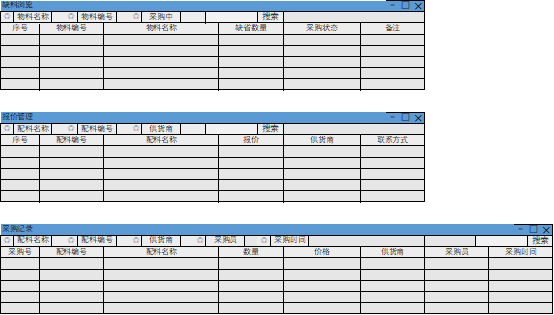 缺料浏览
物料名称 物料编号 采购中 搜索
序号 物料编号 物料名称 缺省数量 采购状态 备注
报价管理
配料名称 配料编号 供货商 搜索
序号 配料编号 配料名称 报价 供货商 联系方式
采购记录
配料名称 配料编号 供货商 采购员 采购时间 搜索
采购号 配料编号 配料名称 数量 价格 供货商 采购员 采购时间